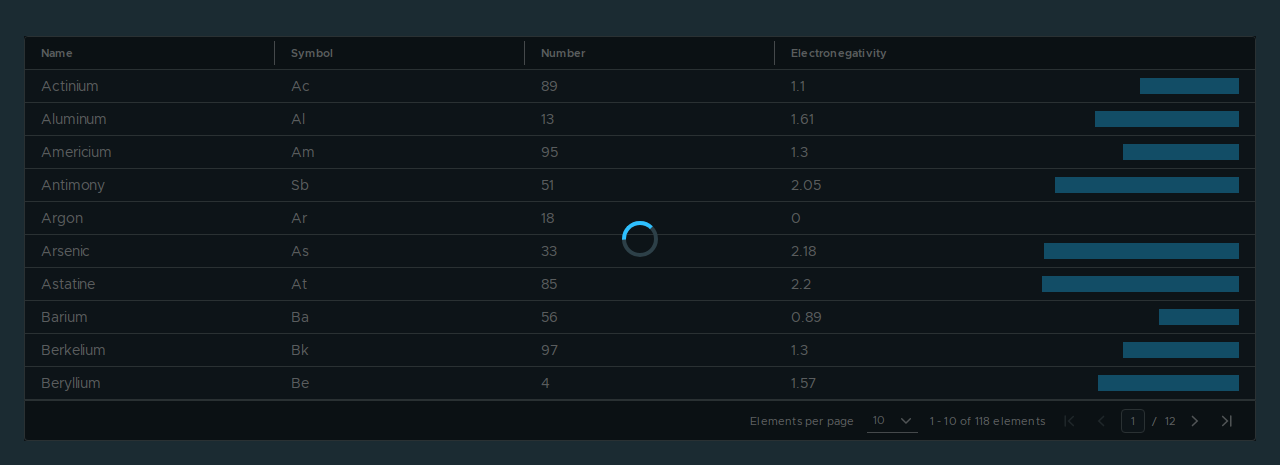 Name Symbol Number Electronegativity
Actinium Ac 89 1.1
Aluminum Al 13 1.61
Americium Am 95 1.3
Antimony Sb 51 2.05
Argon Ar 18 0
Arsenic As 33 2.18
Astatine At 85 2.2
Barium Ba 56 0.89
Berkelium Bk 97 1.3
Beryllium Be 4 1.57
Elements per page 10 1 - 10 of 118 elements 1 / 12